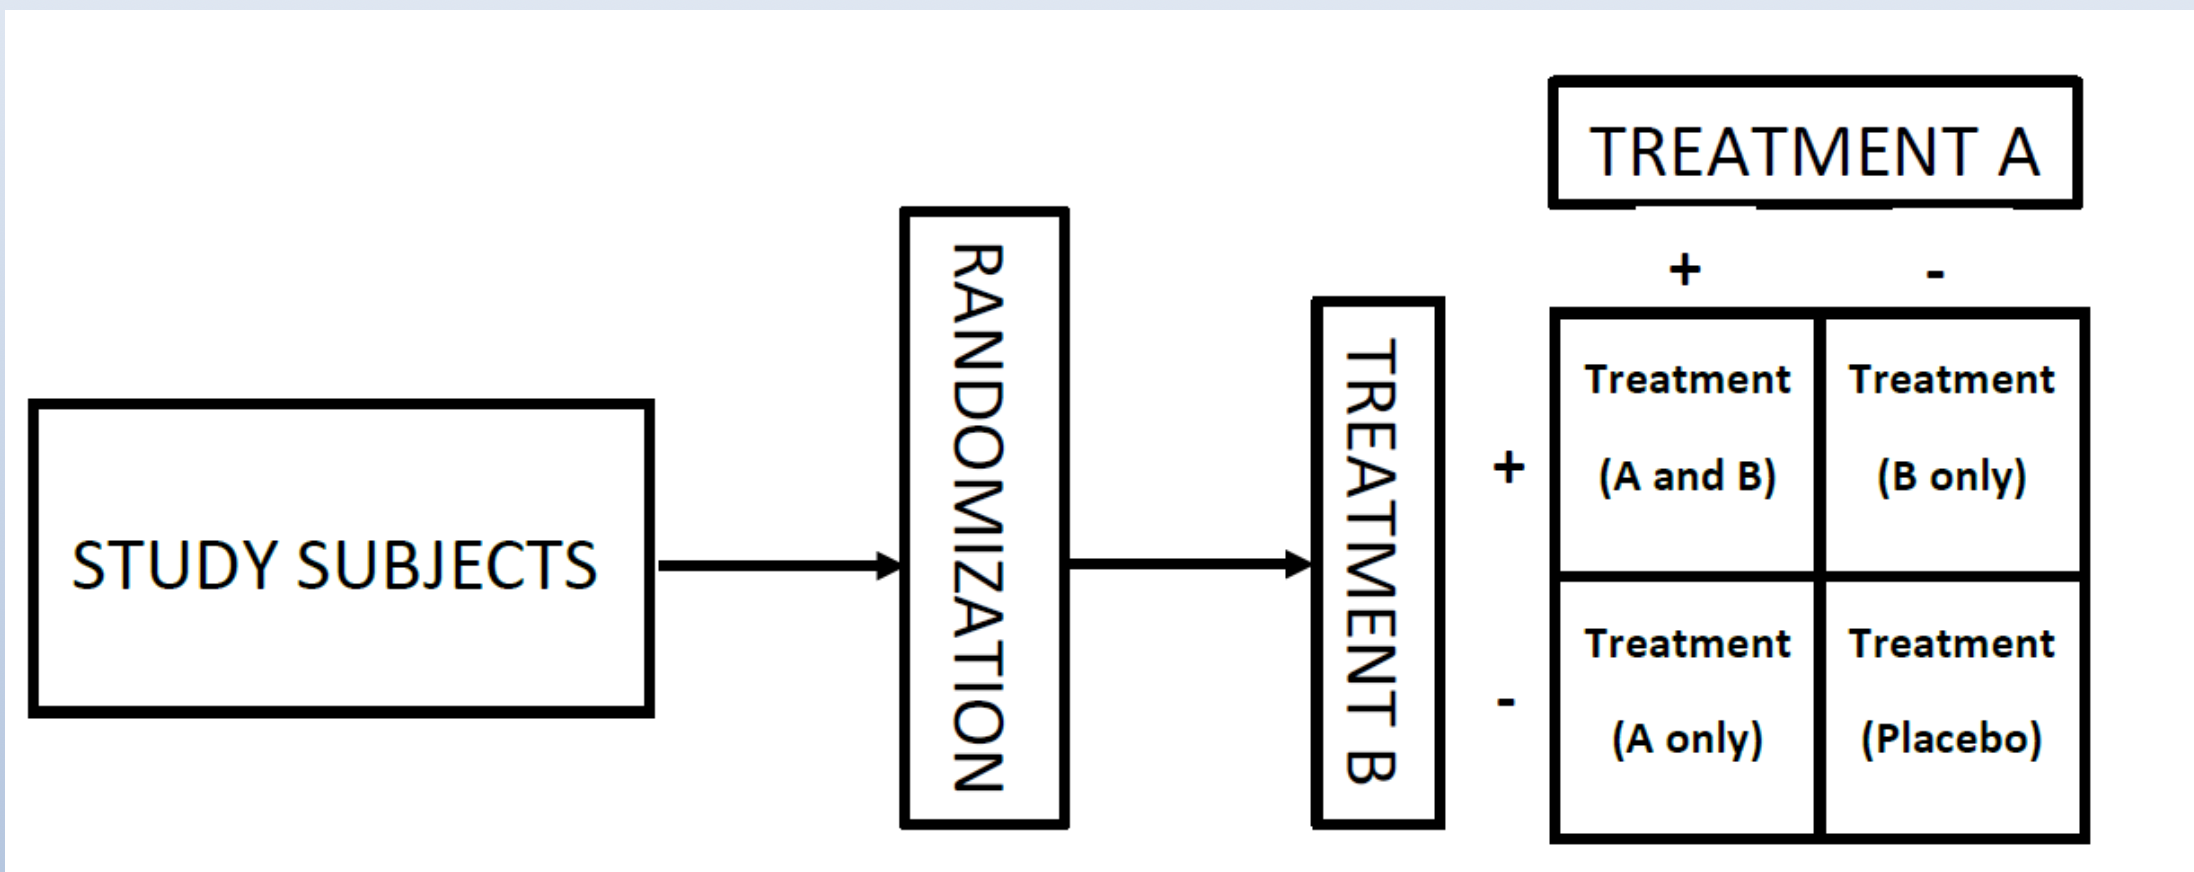 TREATMENT A
+ -
STUDY SUBJECTS
RANDOMIZATION
TREATMENT B
+
Treatment
(A and B)
Treatment
(B only)
-
Treatment
(A only)
Treatment
(Placebo)